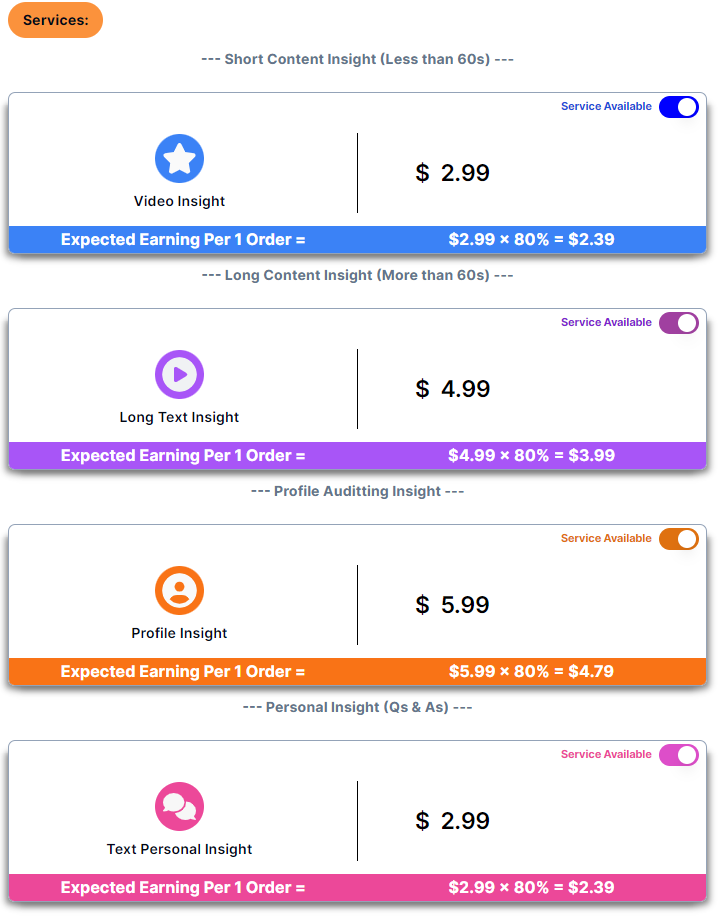 Services:
--- Short Content Insight (Less than 60s) ---
Service Available
$ 2.99
Video Insight
Expected Earning Per 1 Order = $2.99 × 80% = $2.39
--- Long Content Insight (More than 60s) ---
Service Available
$ 4.99
Long Text Insight
Expected Earning Per 1 Order = $4.99 × 80% = $3.99
--- Profile Auditting Insight ---
Service Available
$ 5.99
Profile Insight
Expected Earning Per 1 Order = $5.99 × 80% = $4.79
--- Personal Insight (Qs & As) ---
Service Available
$ 2.99
Text Personal Insight
Expected Earning Per 1 Order = $2.99 × 80% = $2.39